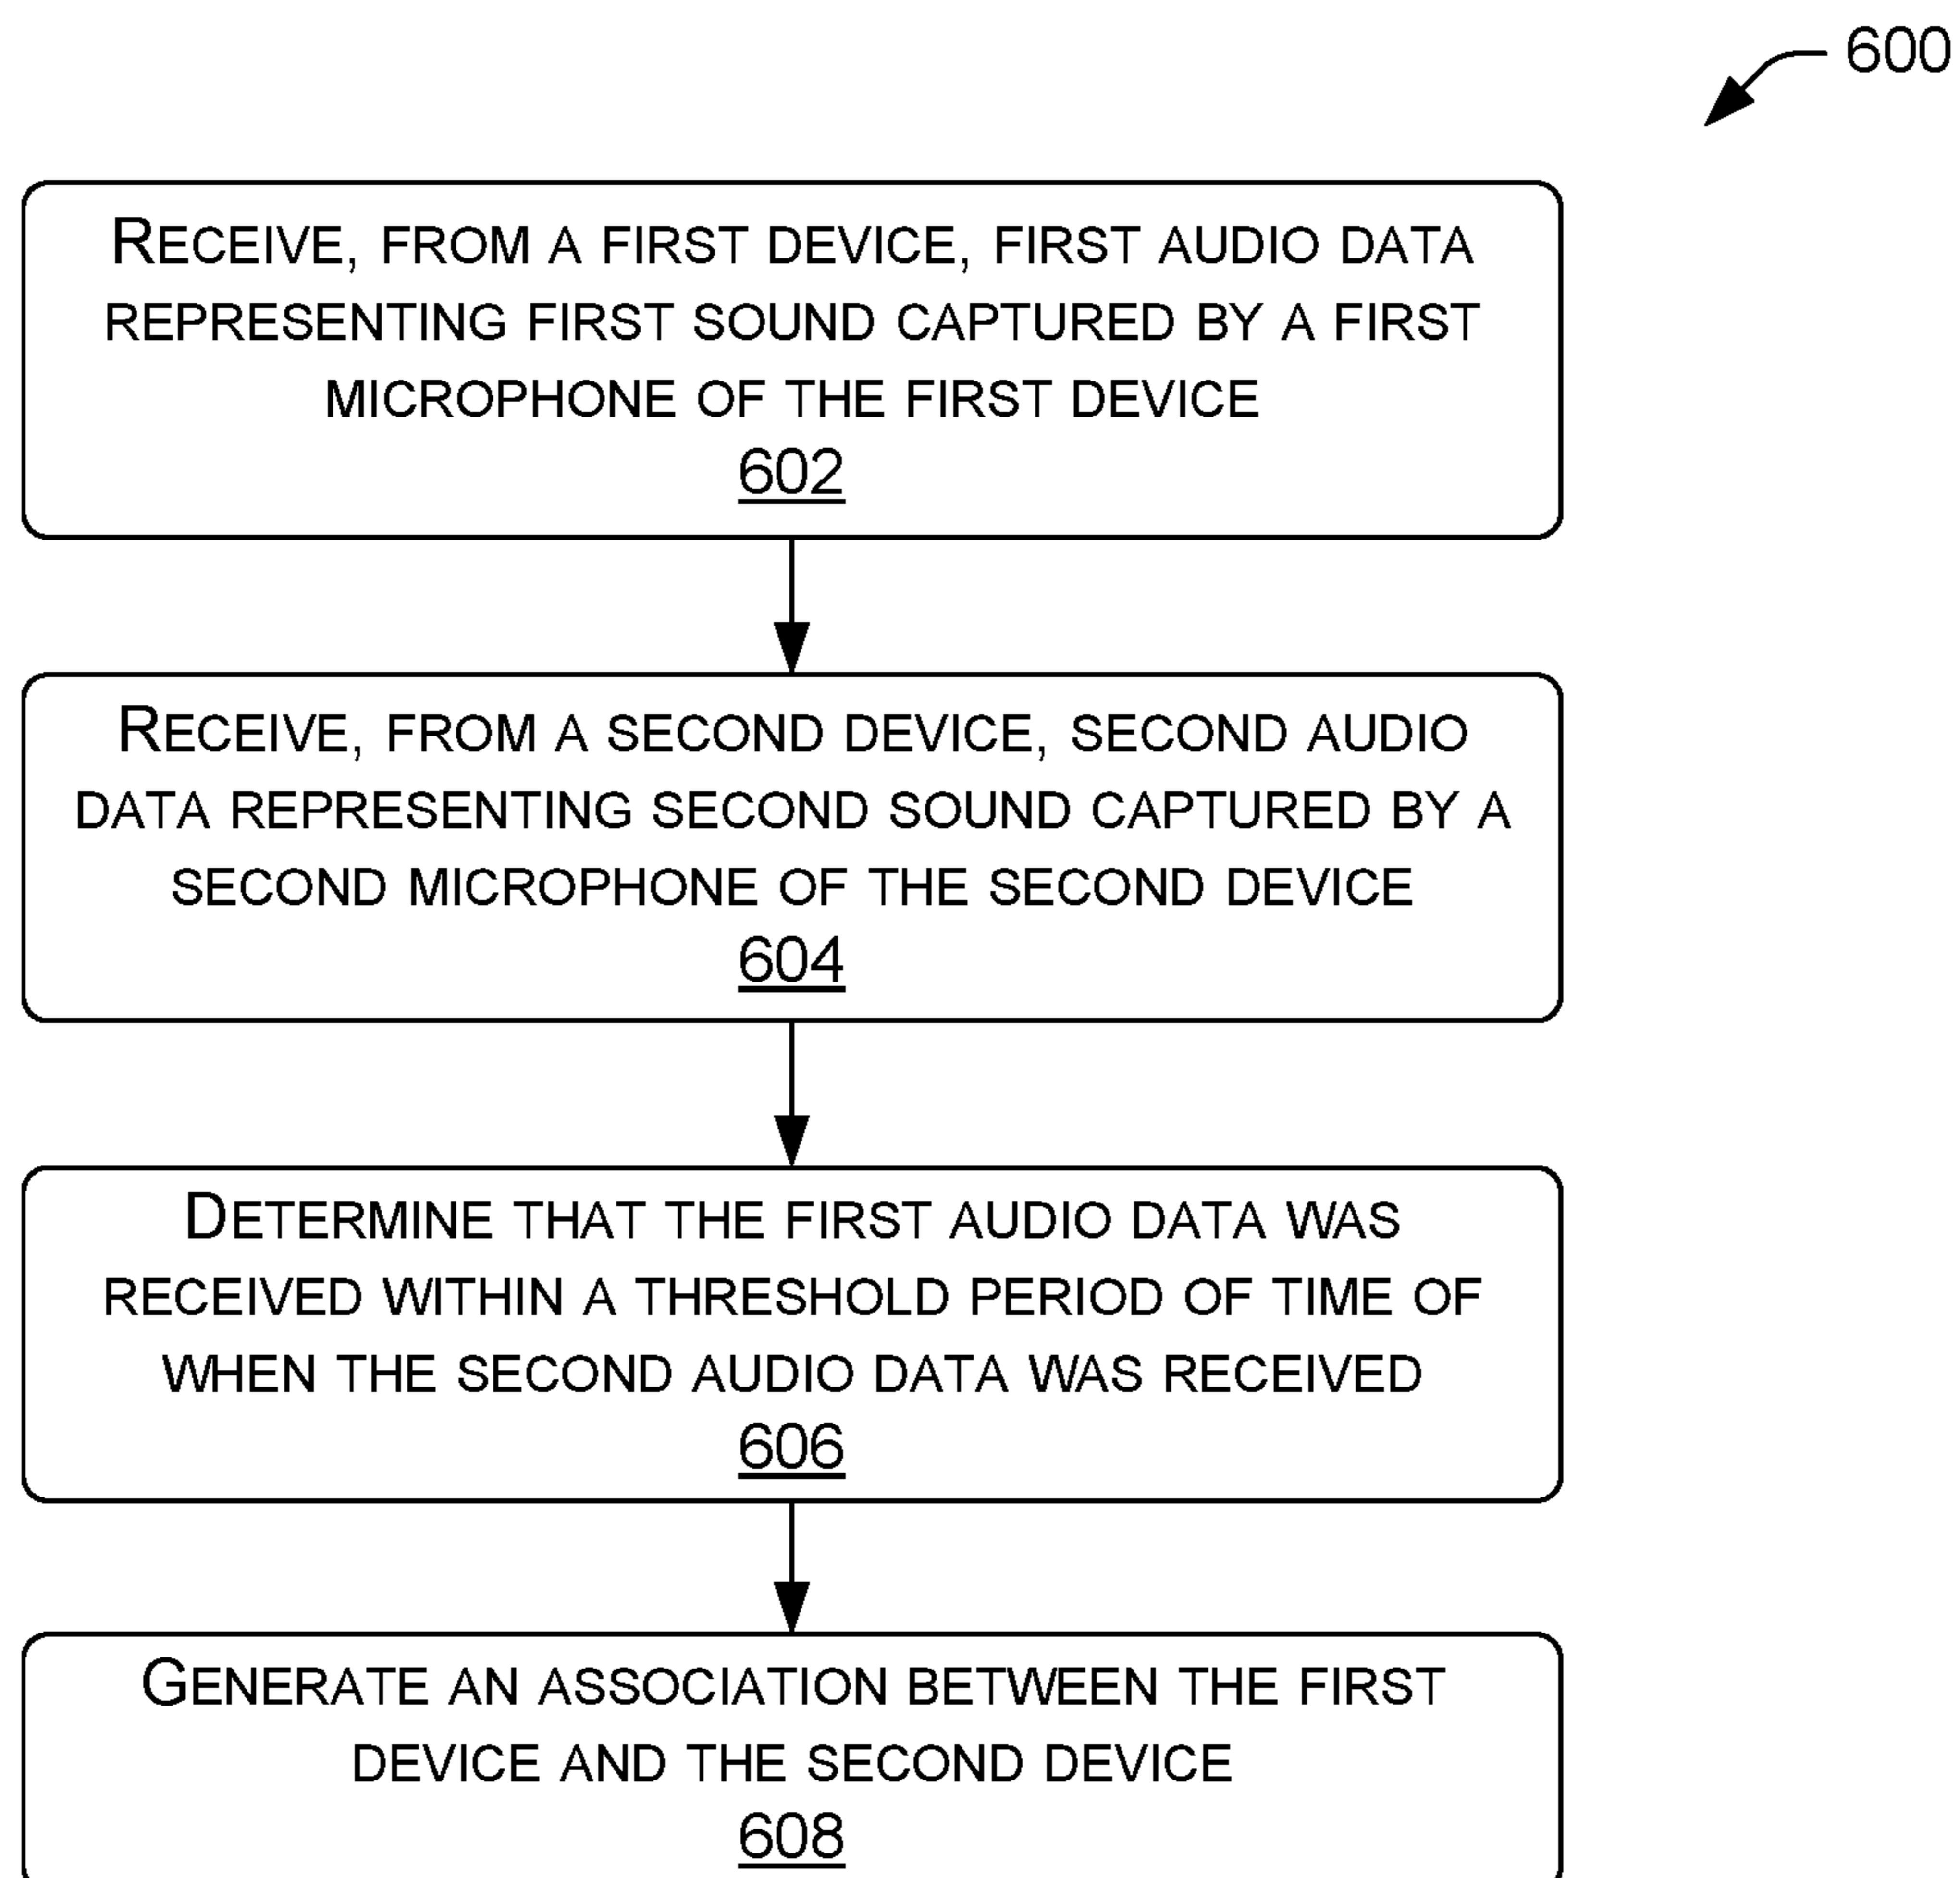 600
RECEIVE, FROM A FIRST DEVICE, FIRST AUDIO DATA
REPRESENTING FIRST SOUND CAPTURED BY A FIRST
MICROPHONE OF THE FIRST DEVICE
602
RECEIVE, FROM A SECOND DEVICE, SECOND AUDIO
DATA REPRESENTING SECOND SOUND CAPTURED BY A
SECOND MICROPHONE OF THE SECOND DEVICE
604
DETERMINE THAT THE FIRST AUDIO DATA WAS
RECEIVED WITHIN A THRESHOLD PERIOD OF TIME OF
WHEN THE SECOND AUDIO DATA WAS RECEIVED
606
GENERATE AN ASSOCIATION BETWEEN THE FIRST
DEVICE AND THE SECOND DEVICE
608